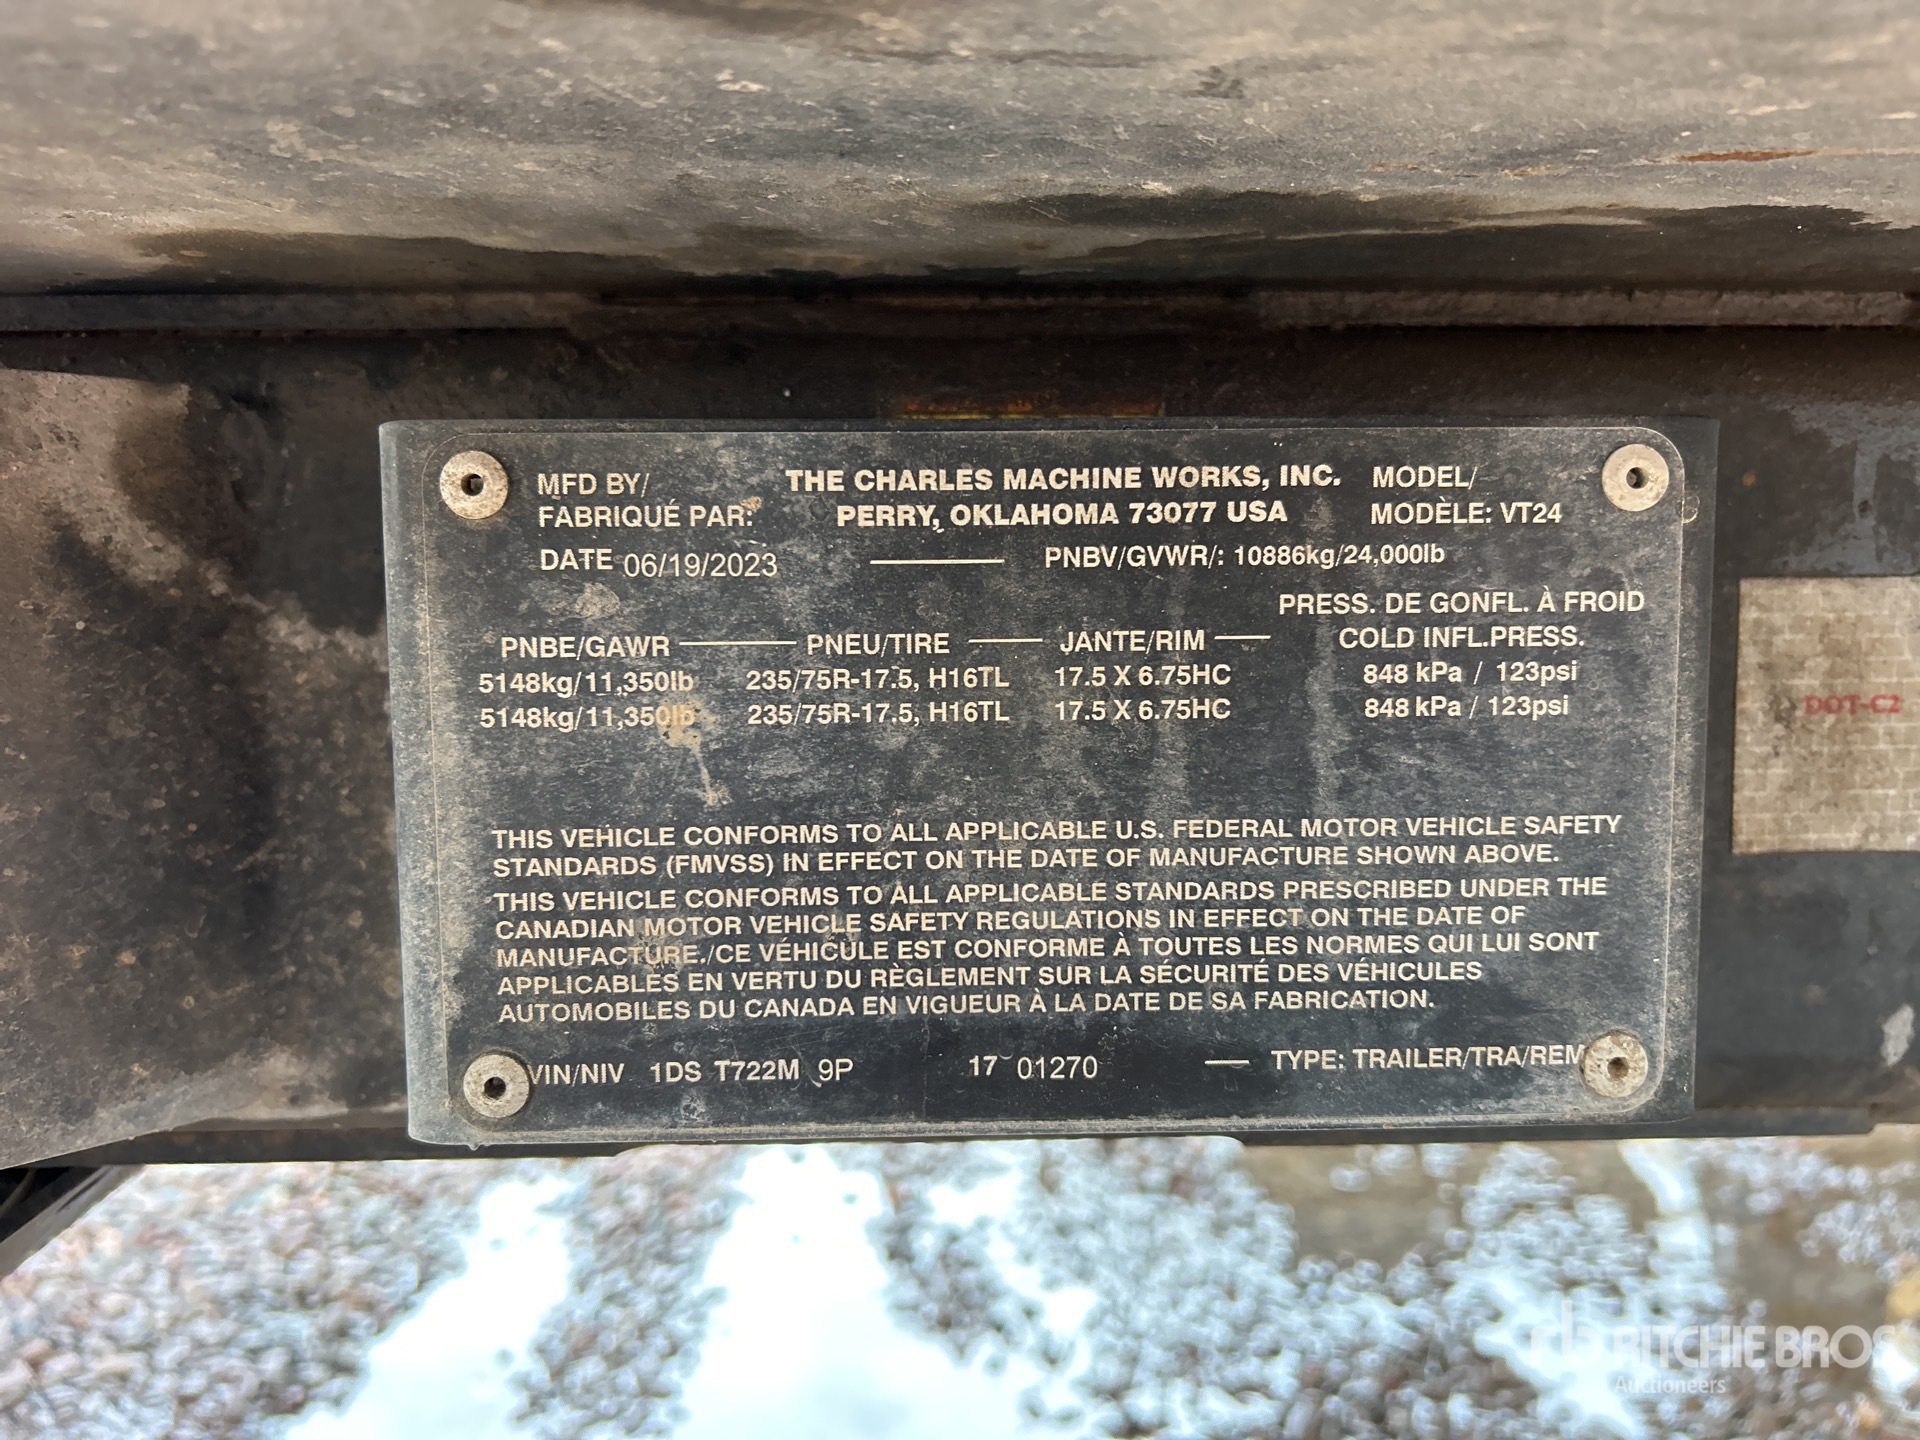 MFD BY/ THE CHARLES MACHINE WORKS, INC. MODEL/
FABRIQUÉ PAR: PERRY, OKLAHOMA 73077 USA MODÈLE: VT24
DATE 06/19/2023 PNBV/GVWR/: 10886kg/24,000lb
PRESS. DE GONFL. À FROID
PNBE/GAWR PNEU/TIRE JANTE/RIM COLD INFL.PRESS.
5148kg/11,350lb 235/75R-17.5, H16TL 17.5 X 6.75HC 848 kPa / 123psi
5148kg/11,350lb 235/75R-17.5, H16TL 17.5 X 6.75HC 848 kPa / 123psi
DOT-C2
THIS VEHICLE CONFORMS TO ALL APPLICABLE U.S. FEDERAL MOTOR VEHICLE SAFETY
STANDARDS (FMVSS) IN EFFECT ON THE DATE OF MANUFACTURE SHOWN ABOVE.
THIS VEHICLE CONFORMS TO ALL APPLICABLE STANDARDS PRESCRIBED UNDER THE
CANADIAN MOTOR VEHICLE SAFETY REGULATIONS IN EFFECT ON THE DATE OF
MANUFACTURE./CE VÉHICULE EST CONFORME À TOUTES LES NORMES QUI LUI SONT
APPLICABLES EN VERTU DU RÈGLEMENT SUR LA SÉCURITÉ DES VÉHICULES
AUTOMOBILES DU CANADA EN VIGUEUR À LA DATE DE SA FABRICATION.
VIN/NIV 1DS T722M 9P 17 01270 TYPE: TRAILER/TRA/REM
rb RITCHIE BROS
Auctioneers